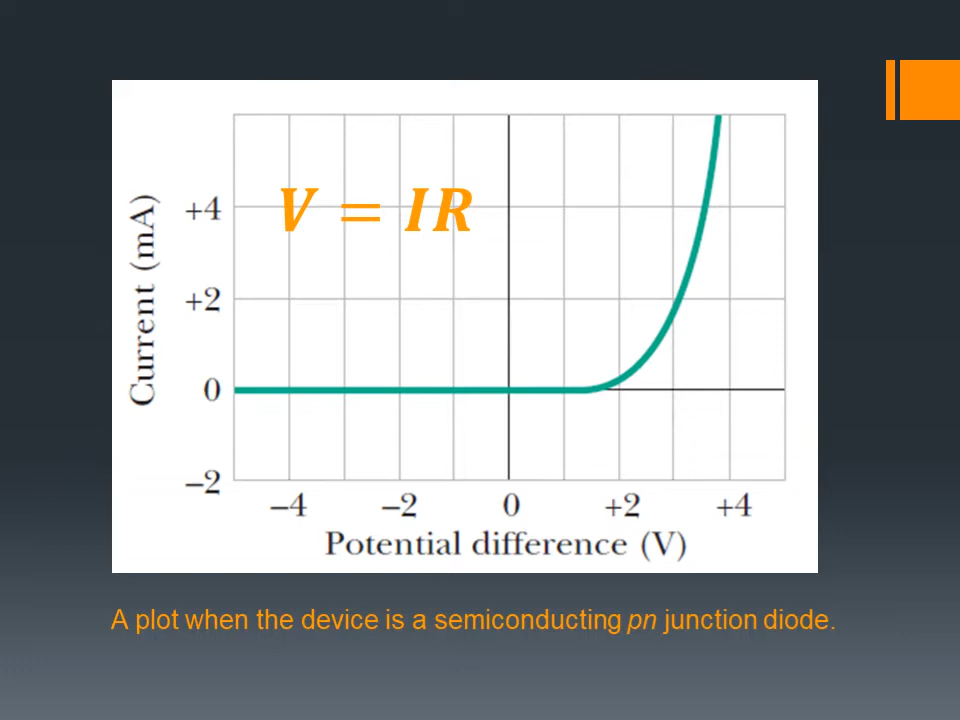 V = IR
Current (mA)
+4
+2
0
–2
–4 –2 0 +2 +4
Potential difference (V)
A plot when the device is a semiconducting pn junction diode.